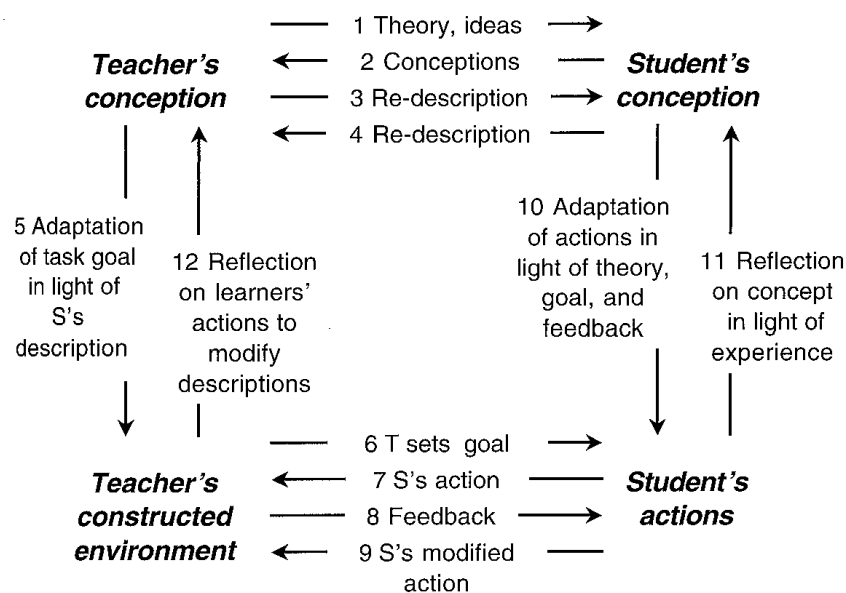 1 Theory, ideas
Teacher's
conception
2 Conceptions
Student's
conception
3 Re-description
4 Re-description
5 Adaptation
of task goal
in light of
S's
description
12 Reflection
on learners'
actions to
modify
descriptions
10 Adaptation
of actions in
light of theory,
goal, and
feedback
11 Reflection
on concept
in light of
experience
6 T sets goal
Teacher's
constructed
environment
7 S's action
8 Feedback
9 S's modified
action
Student's
actions